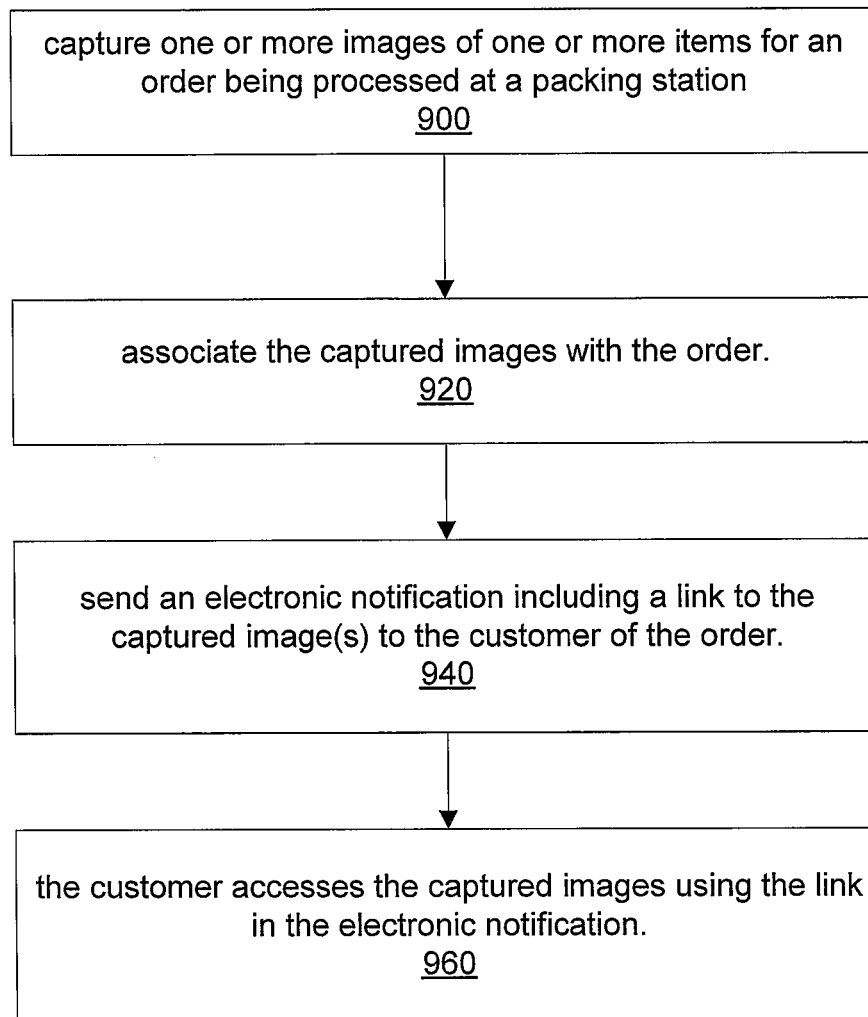 capture one or more images of one or more items for an
order being processed at a packing station
900
associate the captured images with the order.
920
send an electronic notification including a link to the
captured image(s) to the customer of the order.
940
the customer accesses the captured images using the link
in the electronic notification.
960